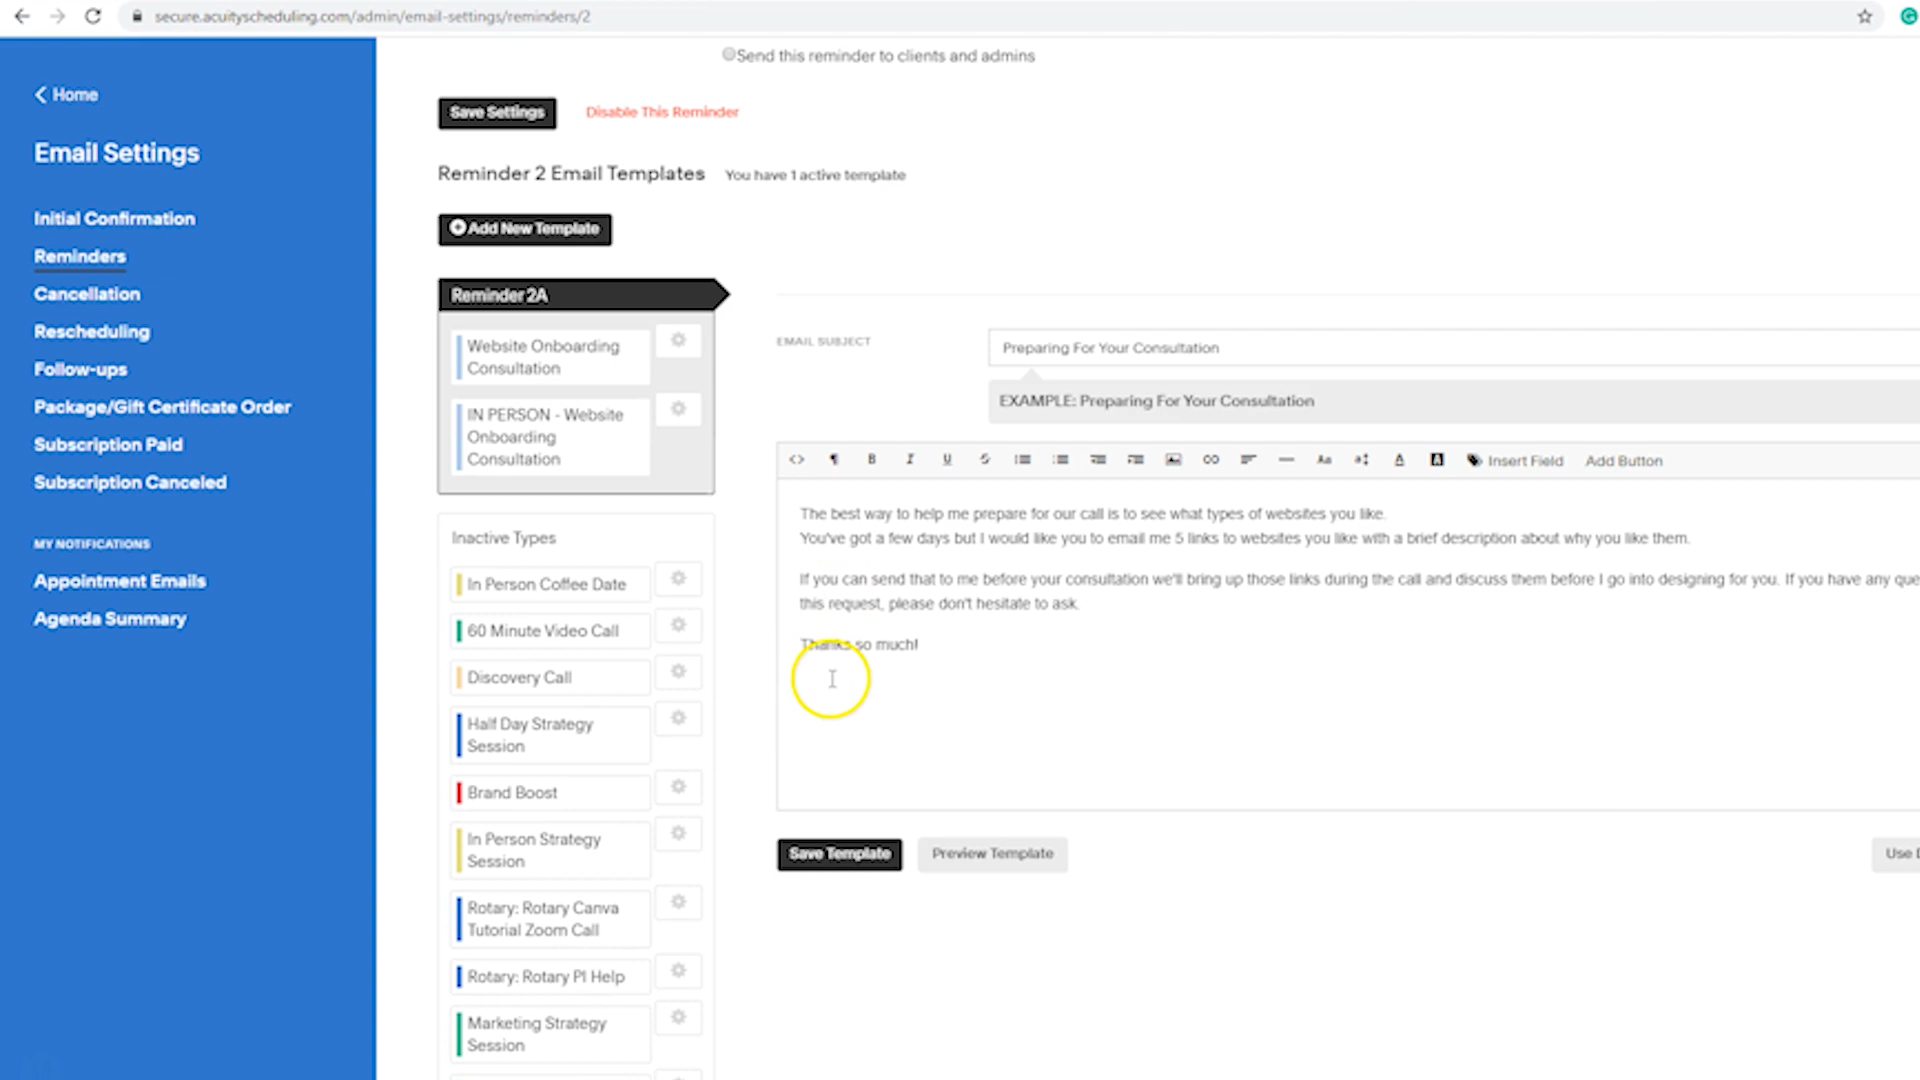 secure.acuityscheduling.com/admin/email-settings/reminders/2
Home
Email Settings
Initial Confirmation
Reminders
Cancellation
Rescheduling
Follow-ups
Package/Gift Certificate Order
Subscription Paid
Subscription Canceled
MY NOTIFICATIONS
Appointment Emails
Agenda Summary
Send this reminder to clients and admins
Save Settings
Disable This Reminder
Reminder 2 Email Templates
You have 1 active template
Add New Template
Reminder 2A
Website Onboarding
Consultation
IN PERSON - Website
Onboarding
Consultation
Inactive Types
In Person Coffee Date
60 Minute Video Call
Discovery Call
Half Day Strategy
Session
Brand Boost
In Person Strategy
Session
Rotary: Rotary Canva
Tutorial Zoom Call
Rotary: Rotary PI Help
Marketing Strategy
Session
EMAIL SUBJECT
Preparing For Your Consultation
EXAMPLE: Preparing For Your Consultation
Insert Field
Add Button
The best way to help me prepare for our call is to see what types of websites you like.
You've got a few days but I would like you to email me 5 links to websites you like with a brief description about why you like them.
If you can send that to me before your consultation we'll bring up those links during the call and discuss them before I go into designing for you. If you have any que
this request, please don't hesitate to ask.
Thanks so much!
Save Template
Preview Template
Use